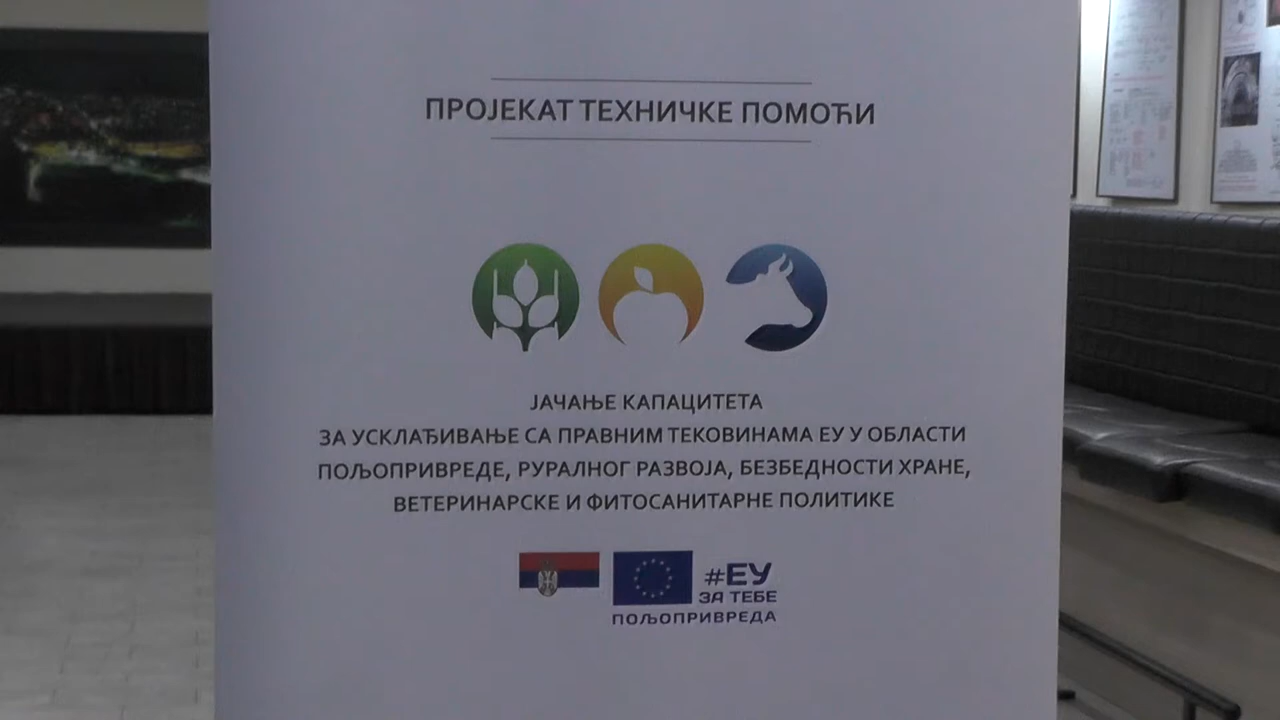 ПРОЈЕКАТ ТЕХНИЧКЕ ПОМОЋИ
ЈАЧАЊЕ КАПАЦИТЕТА
ЗА УСКЛАЂИВАЊЕ СА ПРАВНИМ ТЕКОВИНАМА ЕУ У ОБЛАСТИ
ПОЉОПРИВРЕДЕ, РУРАЛНОГ РАЗВОЈА, БЕЗБЕДНОСТИ ХРАНЕ,
ВЕТЕРИНАРСКЕ И ФИТОСАНИТАРНЕ ПОЛИТИКЕ
#ЕУ
ЗА ТЕБЕ
ПОЉОПРИВРЕДА